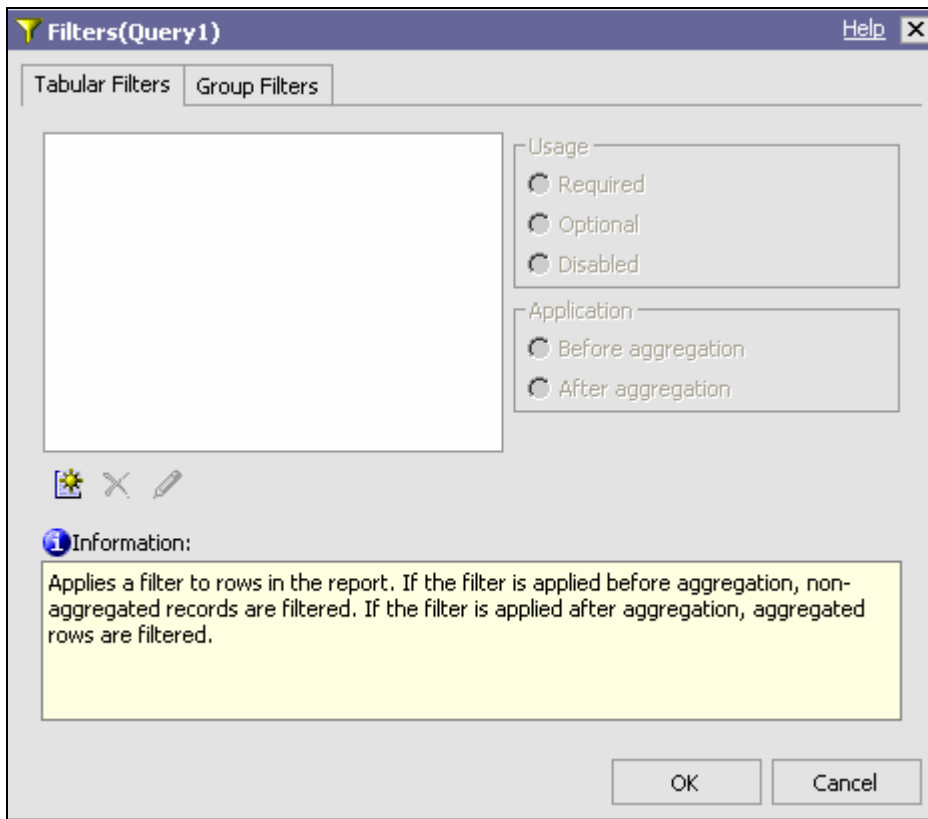 Filters(Query1)
Help
Tabular Filters
Group Filters
Usage
Required
Optional
Disabled
Application
Before aggregation
After aggregation
Information:
Applies a filter to rows in the report. If the filter is applied before aggregation, non-
aggregated records are filtered. If the filter is applied after aggregation, aggregated
rows are filtered.
OK
Cancel